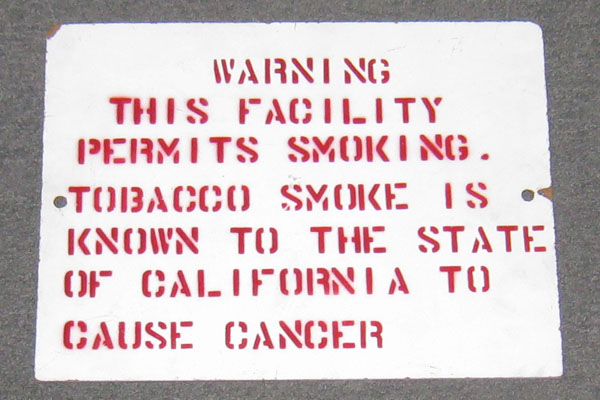 WARNING
THIS FACILITY
PERMITS SMOKING.
TOBACCO SMOKE IS
KNOWN TO THE STATE
OF CALIFORNIA TO
CAUSE CANCER